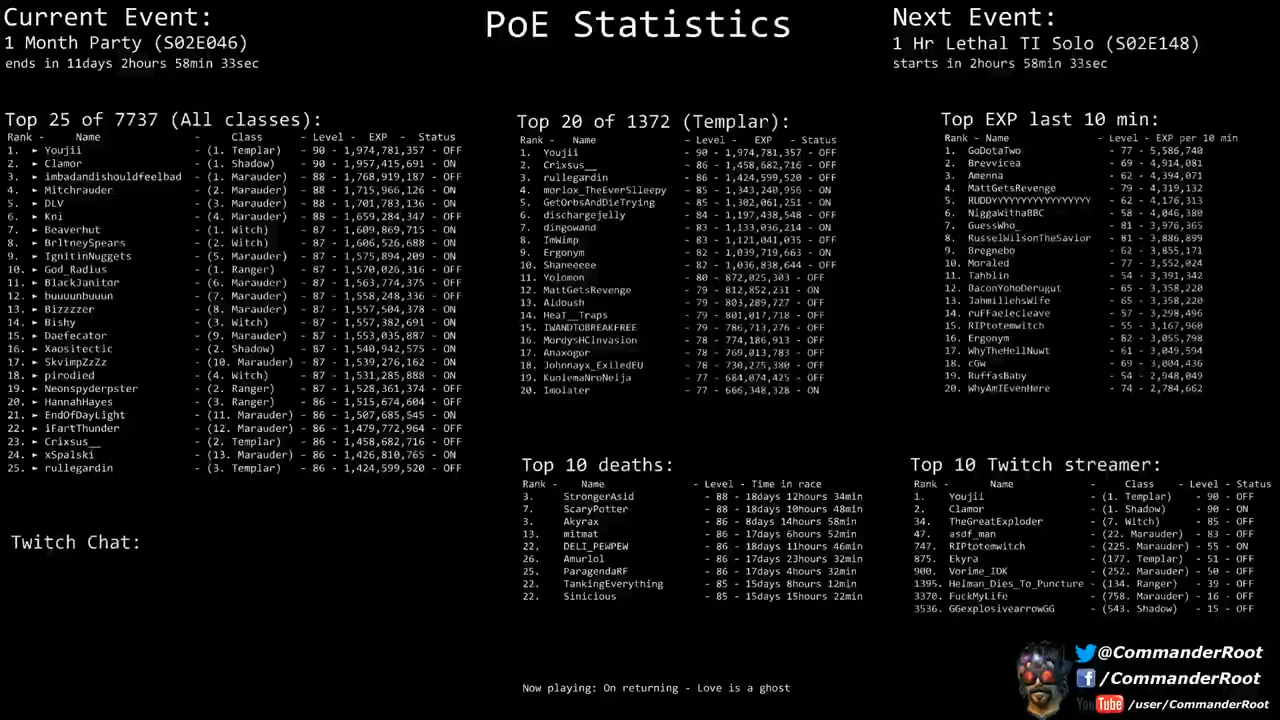 Current Event:
1 Month Party (S02E046)
ends in 11days 2hours 58min 33sec
PoE Statistics
Next Event:
1 Hr Lethal TI Solo (S02E148)
starts in 2hours 58min 33sec
Top 25 of 7737 (All classes):
Rank - Name - Class - Level - EXP - Status
1. ► Youjii - (1. Templar) - 90 - 1,974,781,357 - OFF
2. ► Clamor - (1. Shadow) - 90 - 1,957,415,691 - ON
3. ► imbadandishouldfeelbad - (1. Marauder) - 88 - 1,768,919,187 - OFF
4. ► Mitchrauder - (2. Marauder) - 88 - 1,715,966,126 - ON
5. ► DLV - (3. Marauder) - 88 - 1,701,783,136 - ON
6. ► Kni - (4. Marauder) - 88 - 1,659,284,347 - OFF
7. ► Beaverhut - (1. Witch) - 87 - 1,609,869,715 - ON
8. ► BrltneySpears - (2. Witch) - 87 - 1,606,526,688 - ON
9. ► IgnitinNuggets - (5. Marauder) - 87 - 1,575,894,209 - ON
10. ► God_Radius - (1. Ranger) - 87 - 1,570,026,316 - OFF
11. ► BlackJanitor - (6. Marauder) - 87 - 1,563,774,375 - OFF
12. ► buuuunbuuun - (7. Marauder) - 87 - 1,558,248,336 - OFF
13. ► Bizzzzer - (8. Marauder) - 87 - 1,557,504,378 - ON
14. ► Bishy - (3. Witch) - 87 - 1,557,382,691 - ON
15. ► Daefecator - (9. Marauder) - 87 - 1,553,035,887 - ON
16. ► Xaositectic - (2. Shadow) - 87 - 1,540,942,575 - ON
17. ► SkvimpZzZz - (10. Marauder) - 87 - 1,539,276,162 - ON
18. ► pirodied - (4. Witch) - 87 - 1,531,285,888 - ON
19. ► Neonspyderpster - (2. Ranger) - 87 - 1,528,361,374 - OFF
20. ► HannahHayes - (3. Ranger) - 86 - 1,515,674,604 - OFF
21. ► EndOfDayLight - (11. Marauder) - 86 - 1,507,685,545 - ON
22. ► iFartThunder - (12. Marauder) - 86 - 1,479,772,964 - OFF
23. ► Crixsus__ - (2. Templar) - 86 - 1,458,682,716 - OFF
24. ► xSpalski - (13. Marauder) - 86 - 1,426,810,765 - ON
25. ► rullegardin - (3. Templar) - 86 - 1,424,599,520 - OFF
Top 20 of 1372 (Templar):
Rank - Name - Level - EXP - Status
1. Youjii - 90 - 1,974,781,357 - OFF
2. Crixsus__ - 86 - 1,458,682,716 - OFF
3. rullegardin - 86 - 1,424,599,520 - OFF
4. morlox_TheEverSlleepy - 85 - 1,343,240,956 - ON
5. GetOrbsAndDieTrying - 85 - 1,302,061,251 - ON
6. dischargejelly - 84 - 1,197,438,548 - OFF
7. dingowand - 83 - 1,133,036,214 - ON
8. ImWimp - 83 - 1,121,041,035 - OFF
9. Ergonym - 82 - 1,039,719,663 - ON
10. Shaneeeee - 82 - 1,036,838,644 - OFF
11. Yolomon - 80 - 872,025,303 - OFF
12. MattGetsRevenge - 79 - 812,852,231 - ON
13. Aldoush - 79 - 803,289,727 - OFF
14. HeaT__Traps - 79 - 801,017,718 - OFF
15. IWANDTOBREAKFREE - 79 - 786,713,276 - OFF
16. MordysHCinvasion - 78 - 774,186,913 - OFF
17. Anaxogor - 78 - 769,013,783 - OFF
18. Johnnayx_ExiledEU - 78 - 730,275,380 - OFF
19. KuolemaNroNelja - 77 - 684,074,425 - OFF
20. Imolater - 77 - 666,348,328 - ON
Top EXP last 10 min:
Rank - Name - Level - EXP per 10 min
1. GoDotaTwo - 77 - 5,586,740
2. Brevvicea - 69 - 4,914,081
3. Amenna - 62 - 4,394,071
4. MattGetsRevenge - 79 - 4,319,132
5. RUDDYYYYYYYYYYYYYYYYY - 62 - 4,176,313
6. NiggaWithaBBC - 58 - 4,046,380
7. GuessWho_ - 81 - 3,976,365
8. RusselWilsonTheSavior - 81 - 3,886,899
9. Bregnebo - 62 - 3,855,171
10. Moraled - 77 - 3,552,024
11. Tahblin - 54 - 3,391,342
12. BaconYohoDerugut - 65 - 3,358,220
13. JahmillehsWife - 65 - 3,358,220
14. ruFfaelecleave - 57 - 3,298,496
15. RIPtotemwitch - 55 - 3,167,960
16. Ergonym - 82 - 3,055,798
17. WhyTheHellNuwt - 61 - 3,049,594
18. cGw - 69 - 3,004,436
19. RuffasBaby - 54 - 2,948,049
20. WhyAmIEvenHere - 74 - 2,784,662
Top 10 deaths:
Rank - Name - Level - Time in race
3. StrongerAsid - 88 - 18days 12hours 34min
7. ScaryPotter - 88 - 18days 10hours 48min
3. Akyrax - 86 - 8days 14hours 58min
13. mitmat - 86 - 17days 6hours 52min
22. DELI_PEWPEW - 86 - 18days 11hours 46min
26. Amurlol - 86 - 17days 23hours 32min
25. ParagendaRF - 86 - 17days 4hours 32min
22. TankingEverything - 85 - 15days 8hours 12min
22. Sinicious - 85 - 15days 15hours 22min
Top 10 Twitch streamer:
Rank - Name - Class - Level - Status
1. Youjii - (1. Templar) - 90 - OFF
2. Clamor - (1. Shadow) - 90 - ON
34. TheGreatExploder - (7. Witch) - 85 - OFF
47. asdf_man - (22. Marauder) - 83 - OFF
747. RIPtotemwitch - (225. Marauder) - 55 - ON
875. Ekyra - (177. Templar) - 51 - OFF
900. Vorime_IDK - (252. Marauder) - 50 - OFF
1395. Helman_Dies_To_Puncture - (134. Ranger) - 39 - OFF
3370. FuckMyLife - (758. Marauder) - 16 - OFF
3536. GGexplosivearrowGG - (543. Shadow) - 15 - OFF
Twitch Chat:
@CommanderRoot
f /CommanderRoot
YouTube /user/CommanderRoot
Now playing: On returning - Love is a ghost